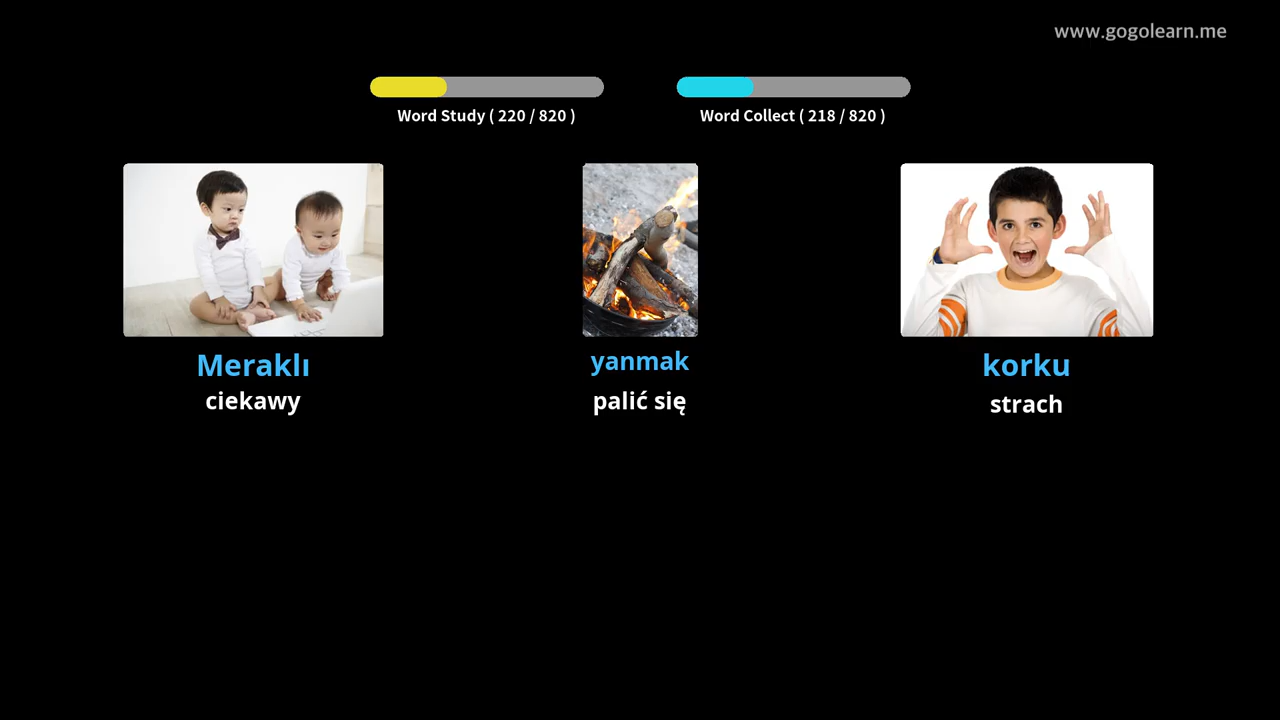 www.gogolearn.me
Word Study ( 220 / 820 )
Word Collect ( 218 / 820 )
Meraklı
ciekawy
yanmak
palić się
korku
strach